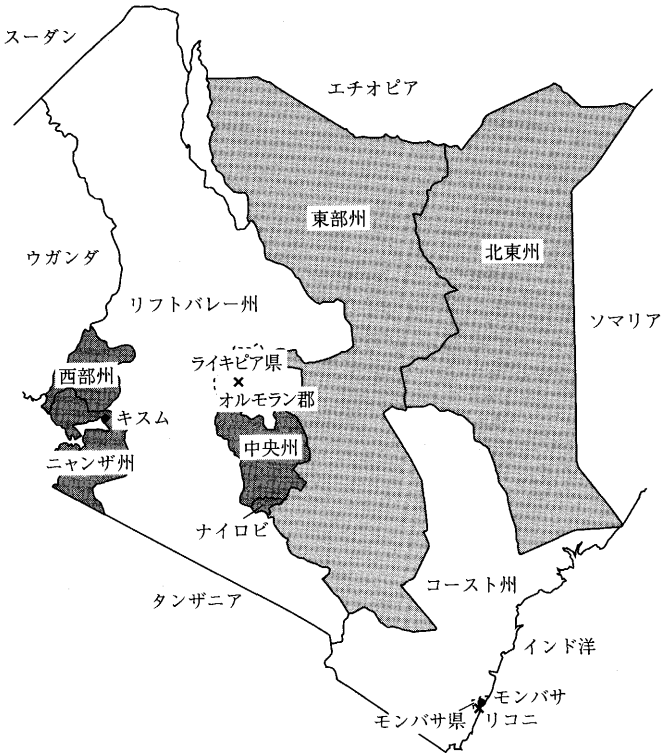 スーダン
エチオピア
東部州
北東州
ウガンダ
リフトバレー州
ソマリア
ライキピア県
西部州
オルモラン郡
キスム
中央州
ニャンザ州
ナイロビ
コースト州
タンザニア
インド洋
モンバサ
モンバサ県
リコニ